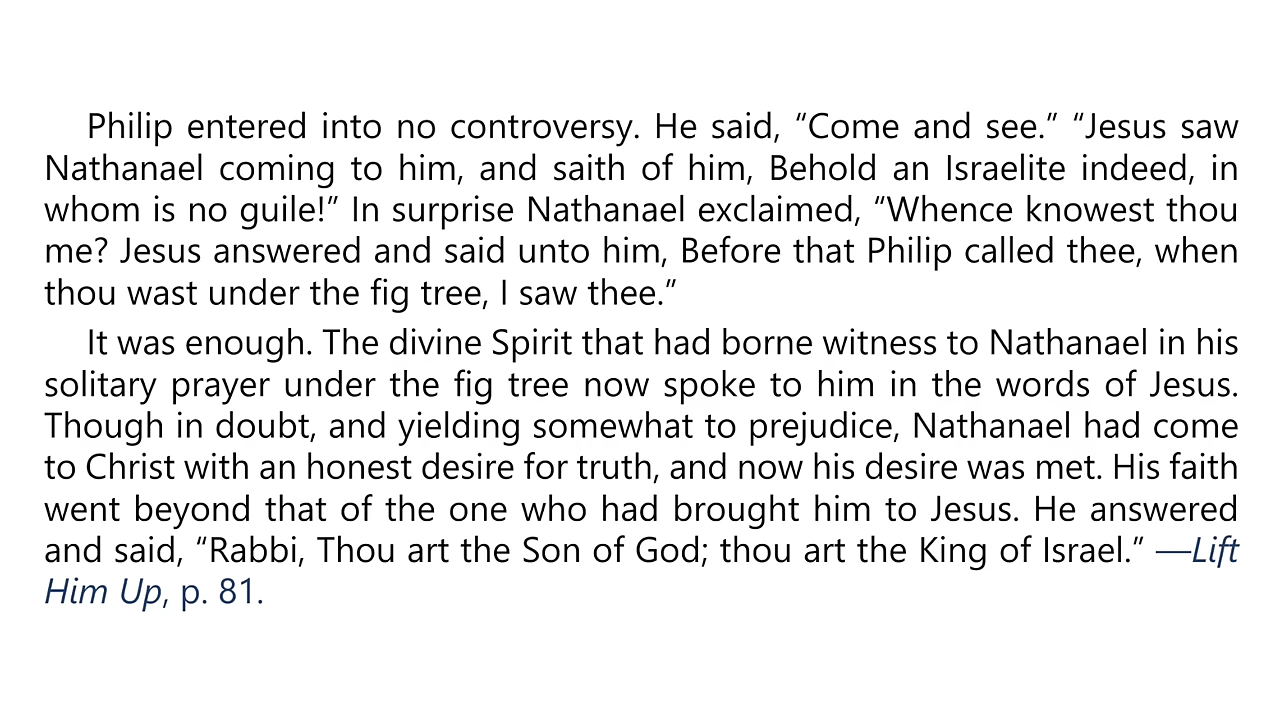 Philip entered into no controversy. He said, “Come and see.” “Jesus saw
Nathanael coming to him, and saith of him, Behold an Israelite indeed, in
whom is no guile!” In surprise Nathanael exclaimed, “Whence knowest thou
me? Jesus answered and said unto him, Before that Philip called thee, when
thou wast under the fig tree, I saw thee.”
It was enough. The divine Spirit that had borne witness to Nathanael in his
solitary prayer under the fig tree now spoke to him in the words of Jesus.
Though in doubt, and yielding somewhat to prejudice, Nathanael had come
to Christ with an honest desire for truth, and now his desire was met. His faith
went beyond that of the one who had brought him to Jesus. He answered
and said, “Rabbi, Thou art the Son of God; thou art the King of Israel.” —Lift
Him Up, p. 81.